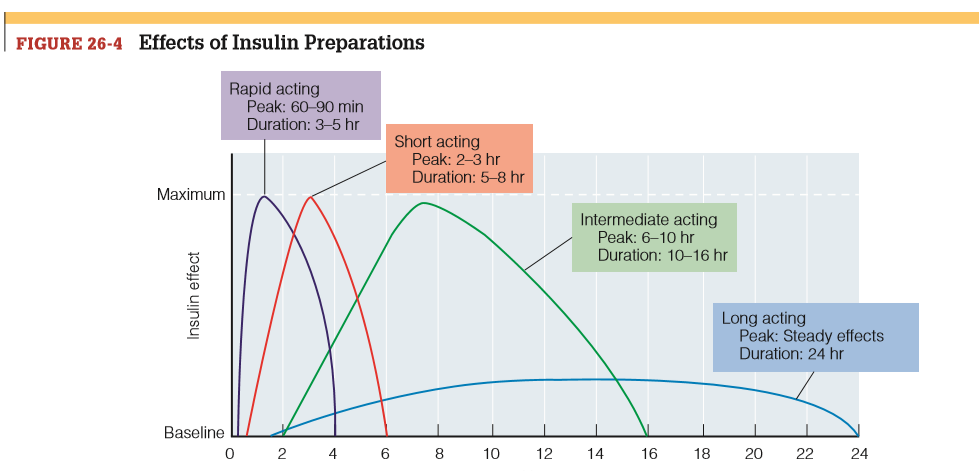 FIGURE 26-4 Effects of Insulin Preparations
Rapid acting
Peak: 60–90 min
Duration: 3–5 hr
Short acting
Peak: 2–3 hr
Duration: 5–8 hr
Maximum
Intermediate acting
Peak: 6–10 hr
Duration: 10–16 hr
Insulin effect
Long acting
Peak: Steady effects
Duration: 24 hr
Baseline
0 2 4 6 8 10 12 14 16 18 20 22 24